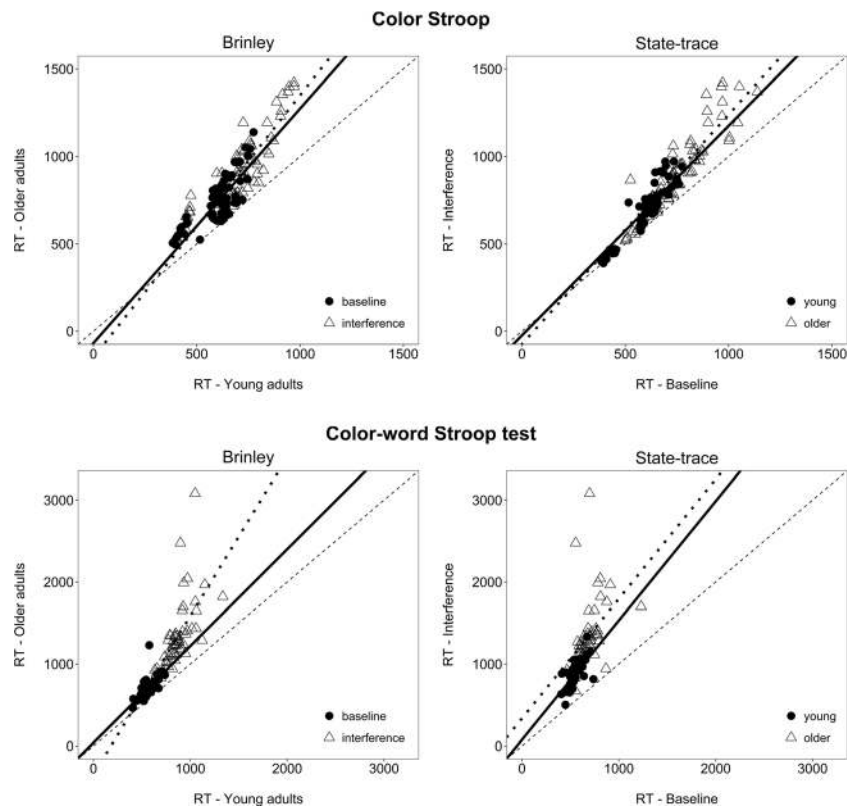 Color Stroop
Brinley
State-trace
1500
1000
500
0
RT - Older adults
baseline
interference
0 500 1000 1500
RT - Young adults
1500
1000
500
0
RT - Interference
young
older
0 500 1000 1500
RT - Baseline
Color-word Stroop test
Brinley
State-trace
3000
2000
1000
0
RT - Older adults
baseline
interference
0 1000 2000 3000
RT - Young adults
3000
2000
1000
0
RT - Interference
young
older
0 1000 2000 3000
RT - Baseline